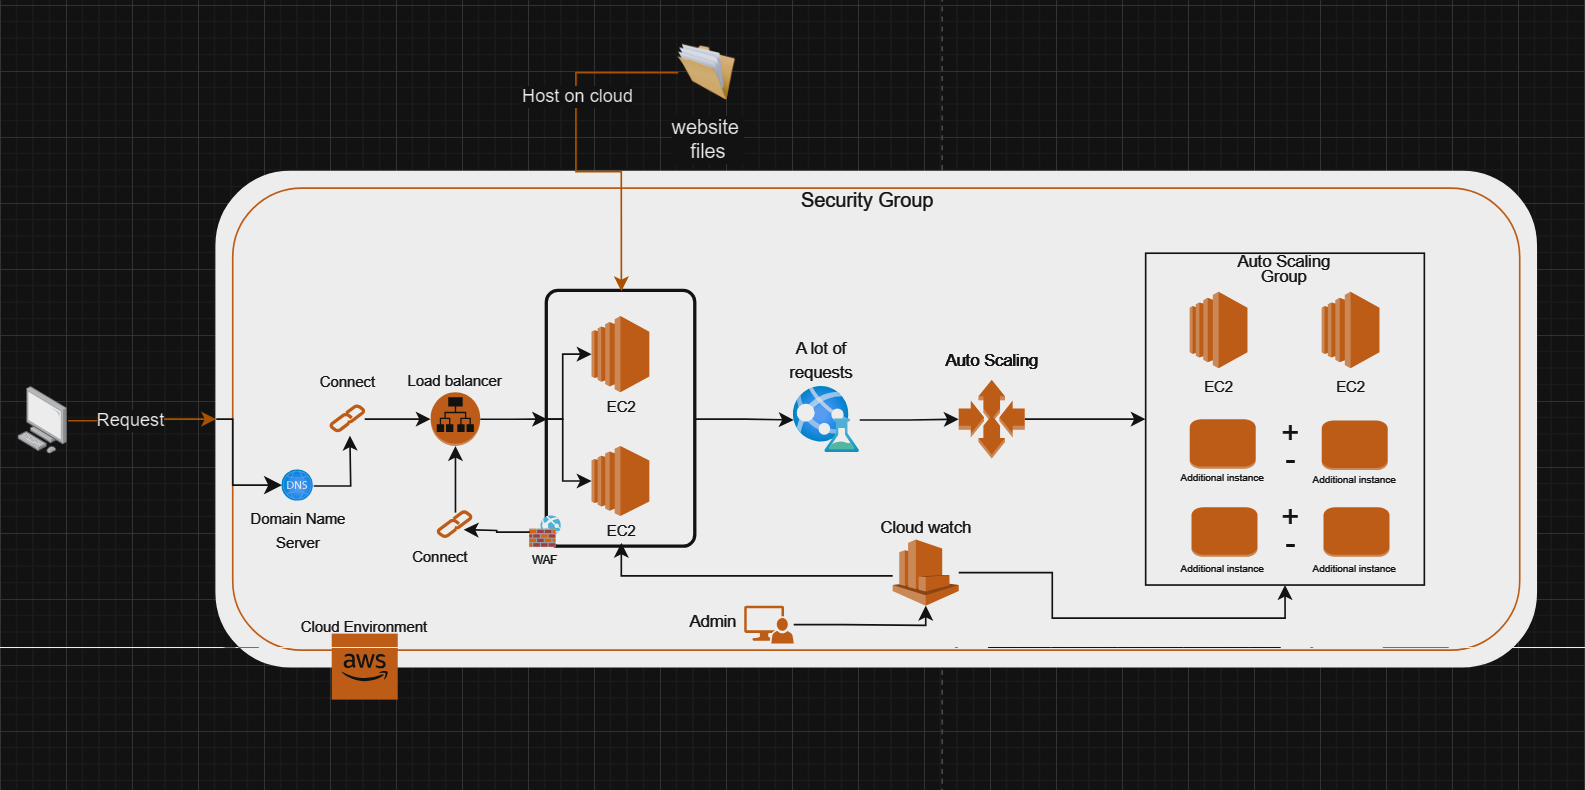 Host on cloud
website
files
Security Group
Request
Connect
DNS
Domain Name
Server
Load balancer
Connect
WAF
EC2
EC2
A lot of
requests
Auto Scaling
Auto Scaling
Group
EC2
EC2
+
-
Additional instance
Additional instance
+
-
Additional instance
Additional instance
Cloud watch
Admin
Cloud Environment
aws